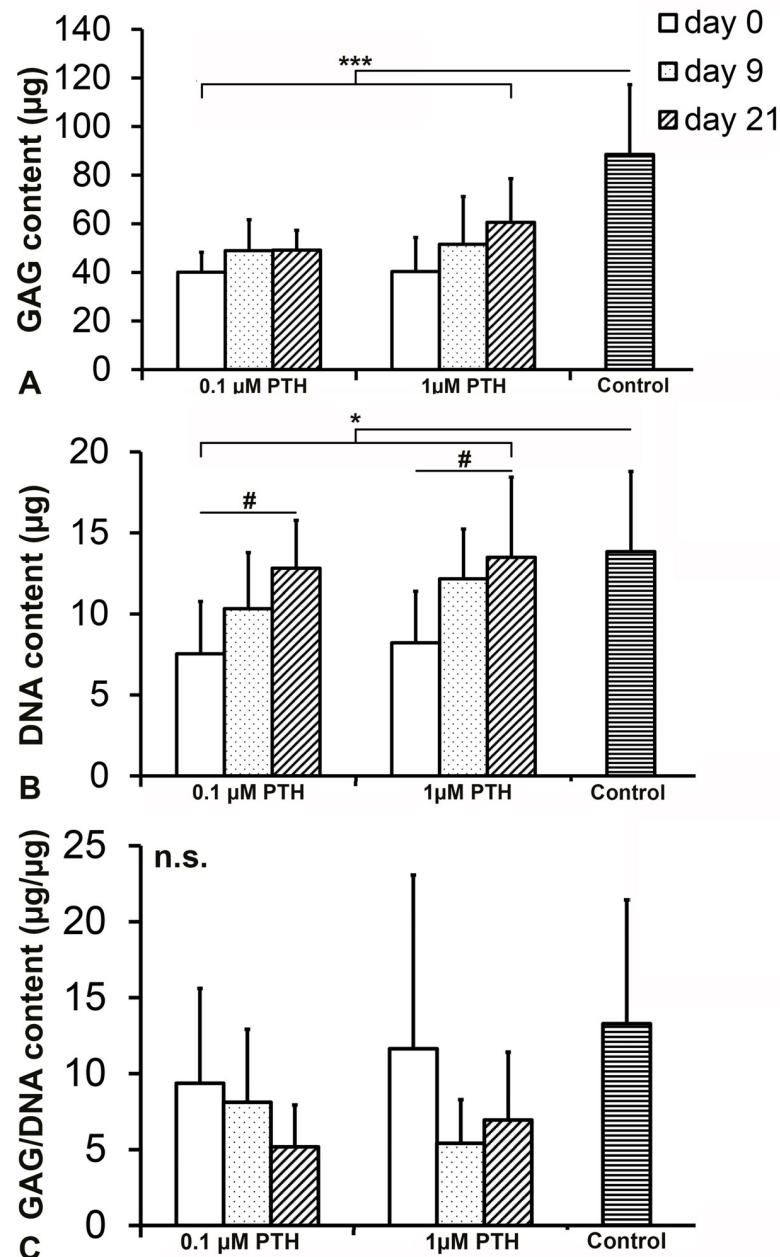 140
120
100
80
60
40
20
0
GAG content (µg)
***
day 0
day 9
day 21
A
0.1 µM PTH
1µM PTH
Control
20
15
10
5
0
DNA content (µg)
*
#
#
B
0.1 µM PTH
1µM PTH
Control
25
20
15
10
5
0
GAG/DNA content (µg/µg)
n.s.
C
0.1 µM PTH
1µM PTH
Control